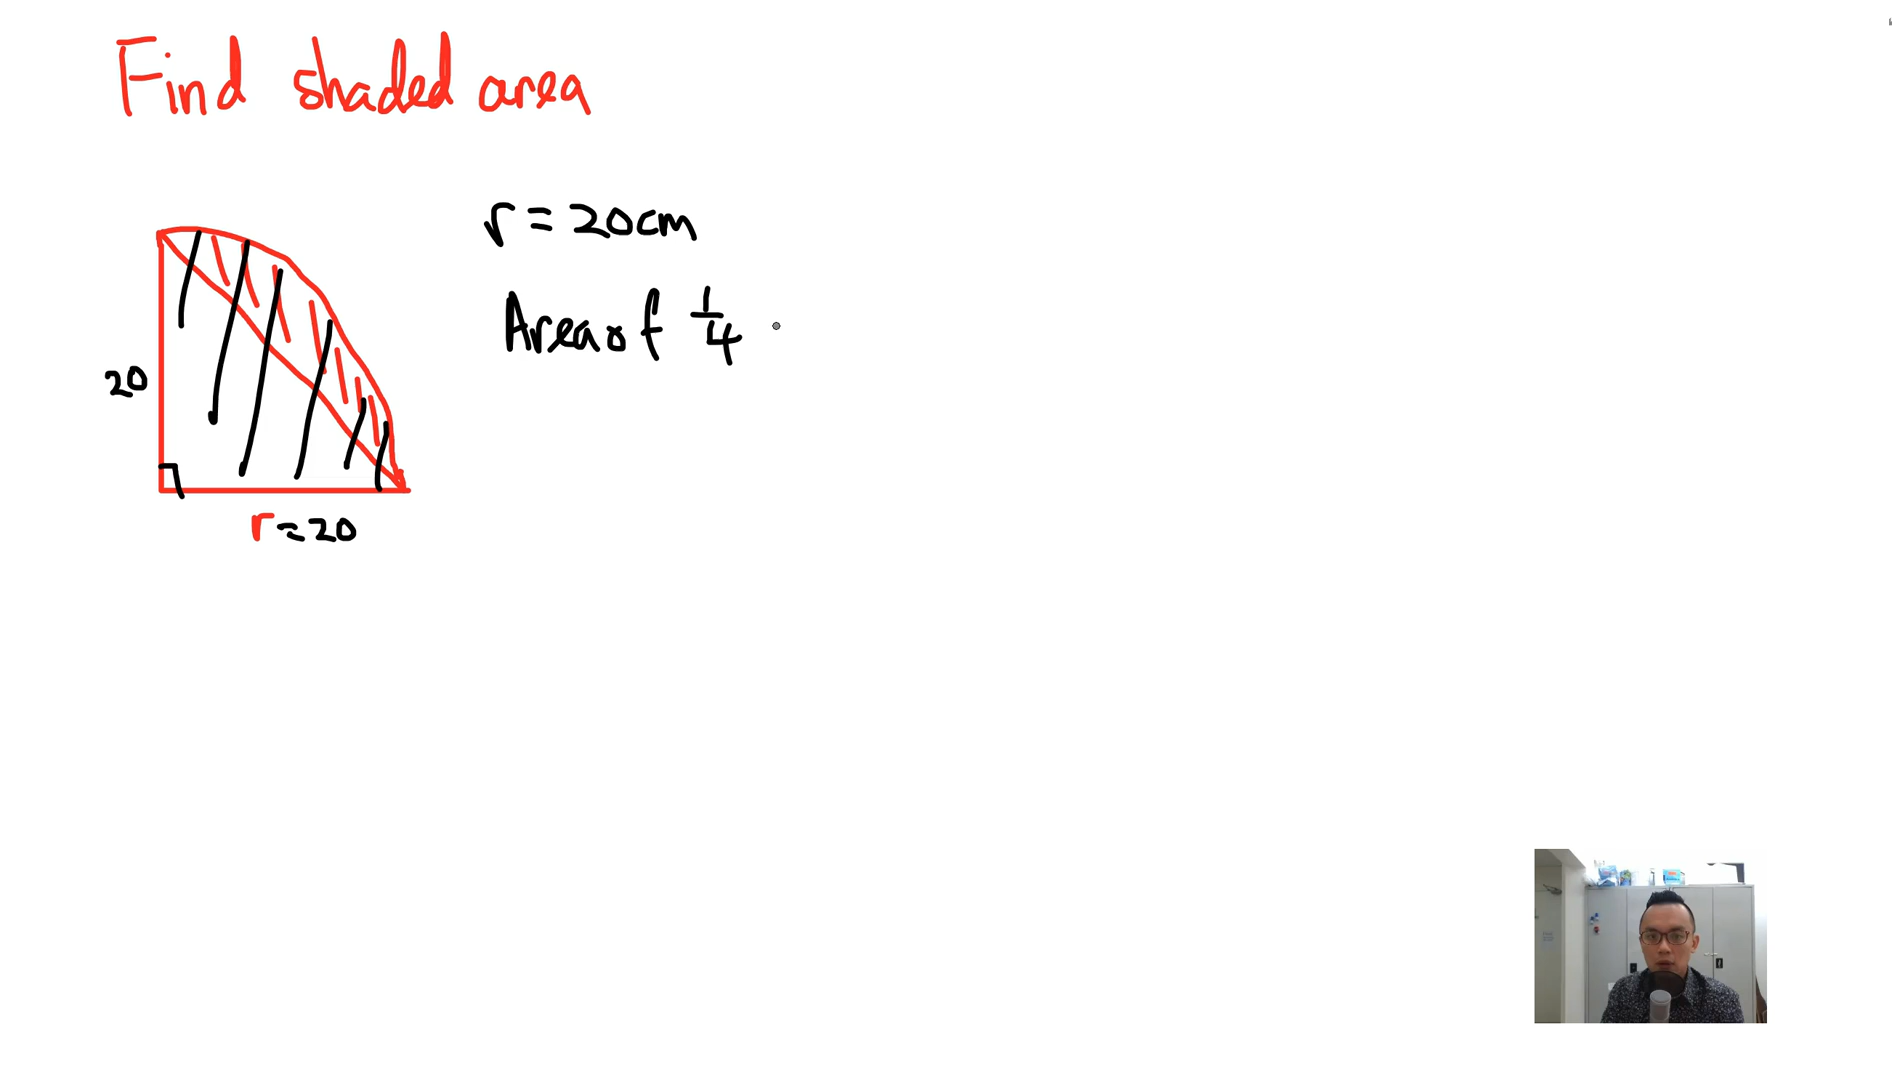 Find shaded area
r = 20cm
Area of 1/4
20
r = 20